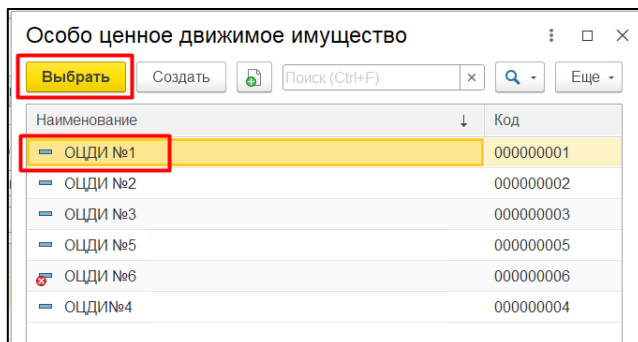 Особо ценное движимое имущество
Выбрать Создать Поиск (Ctrl+F) Еще
Наименование Код
ОЦДИ №1 000000001
ОЦДИ №2 000000002
ОЦДИ №3 000000003
ОЦДИ №5 000000005
ОЦДИ №6 000000006
ОЦДИ№4 000000004